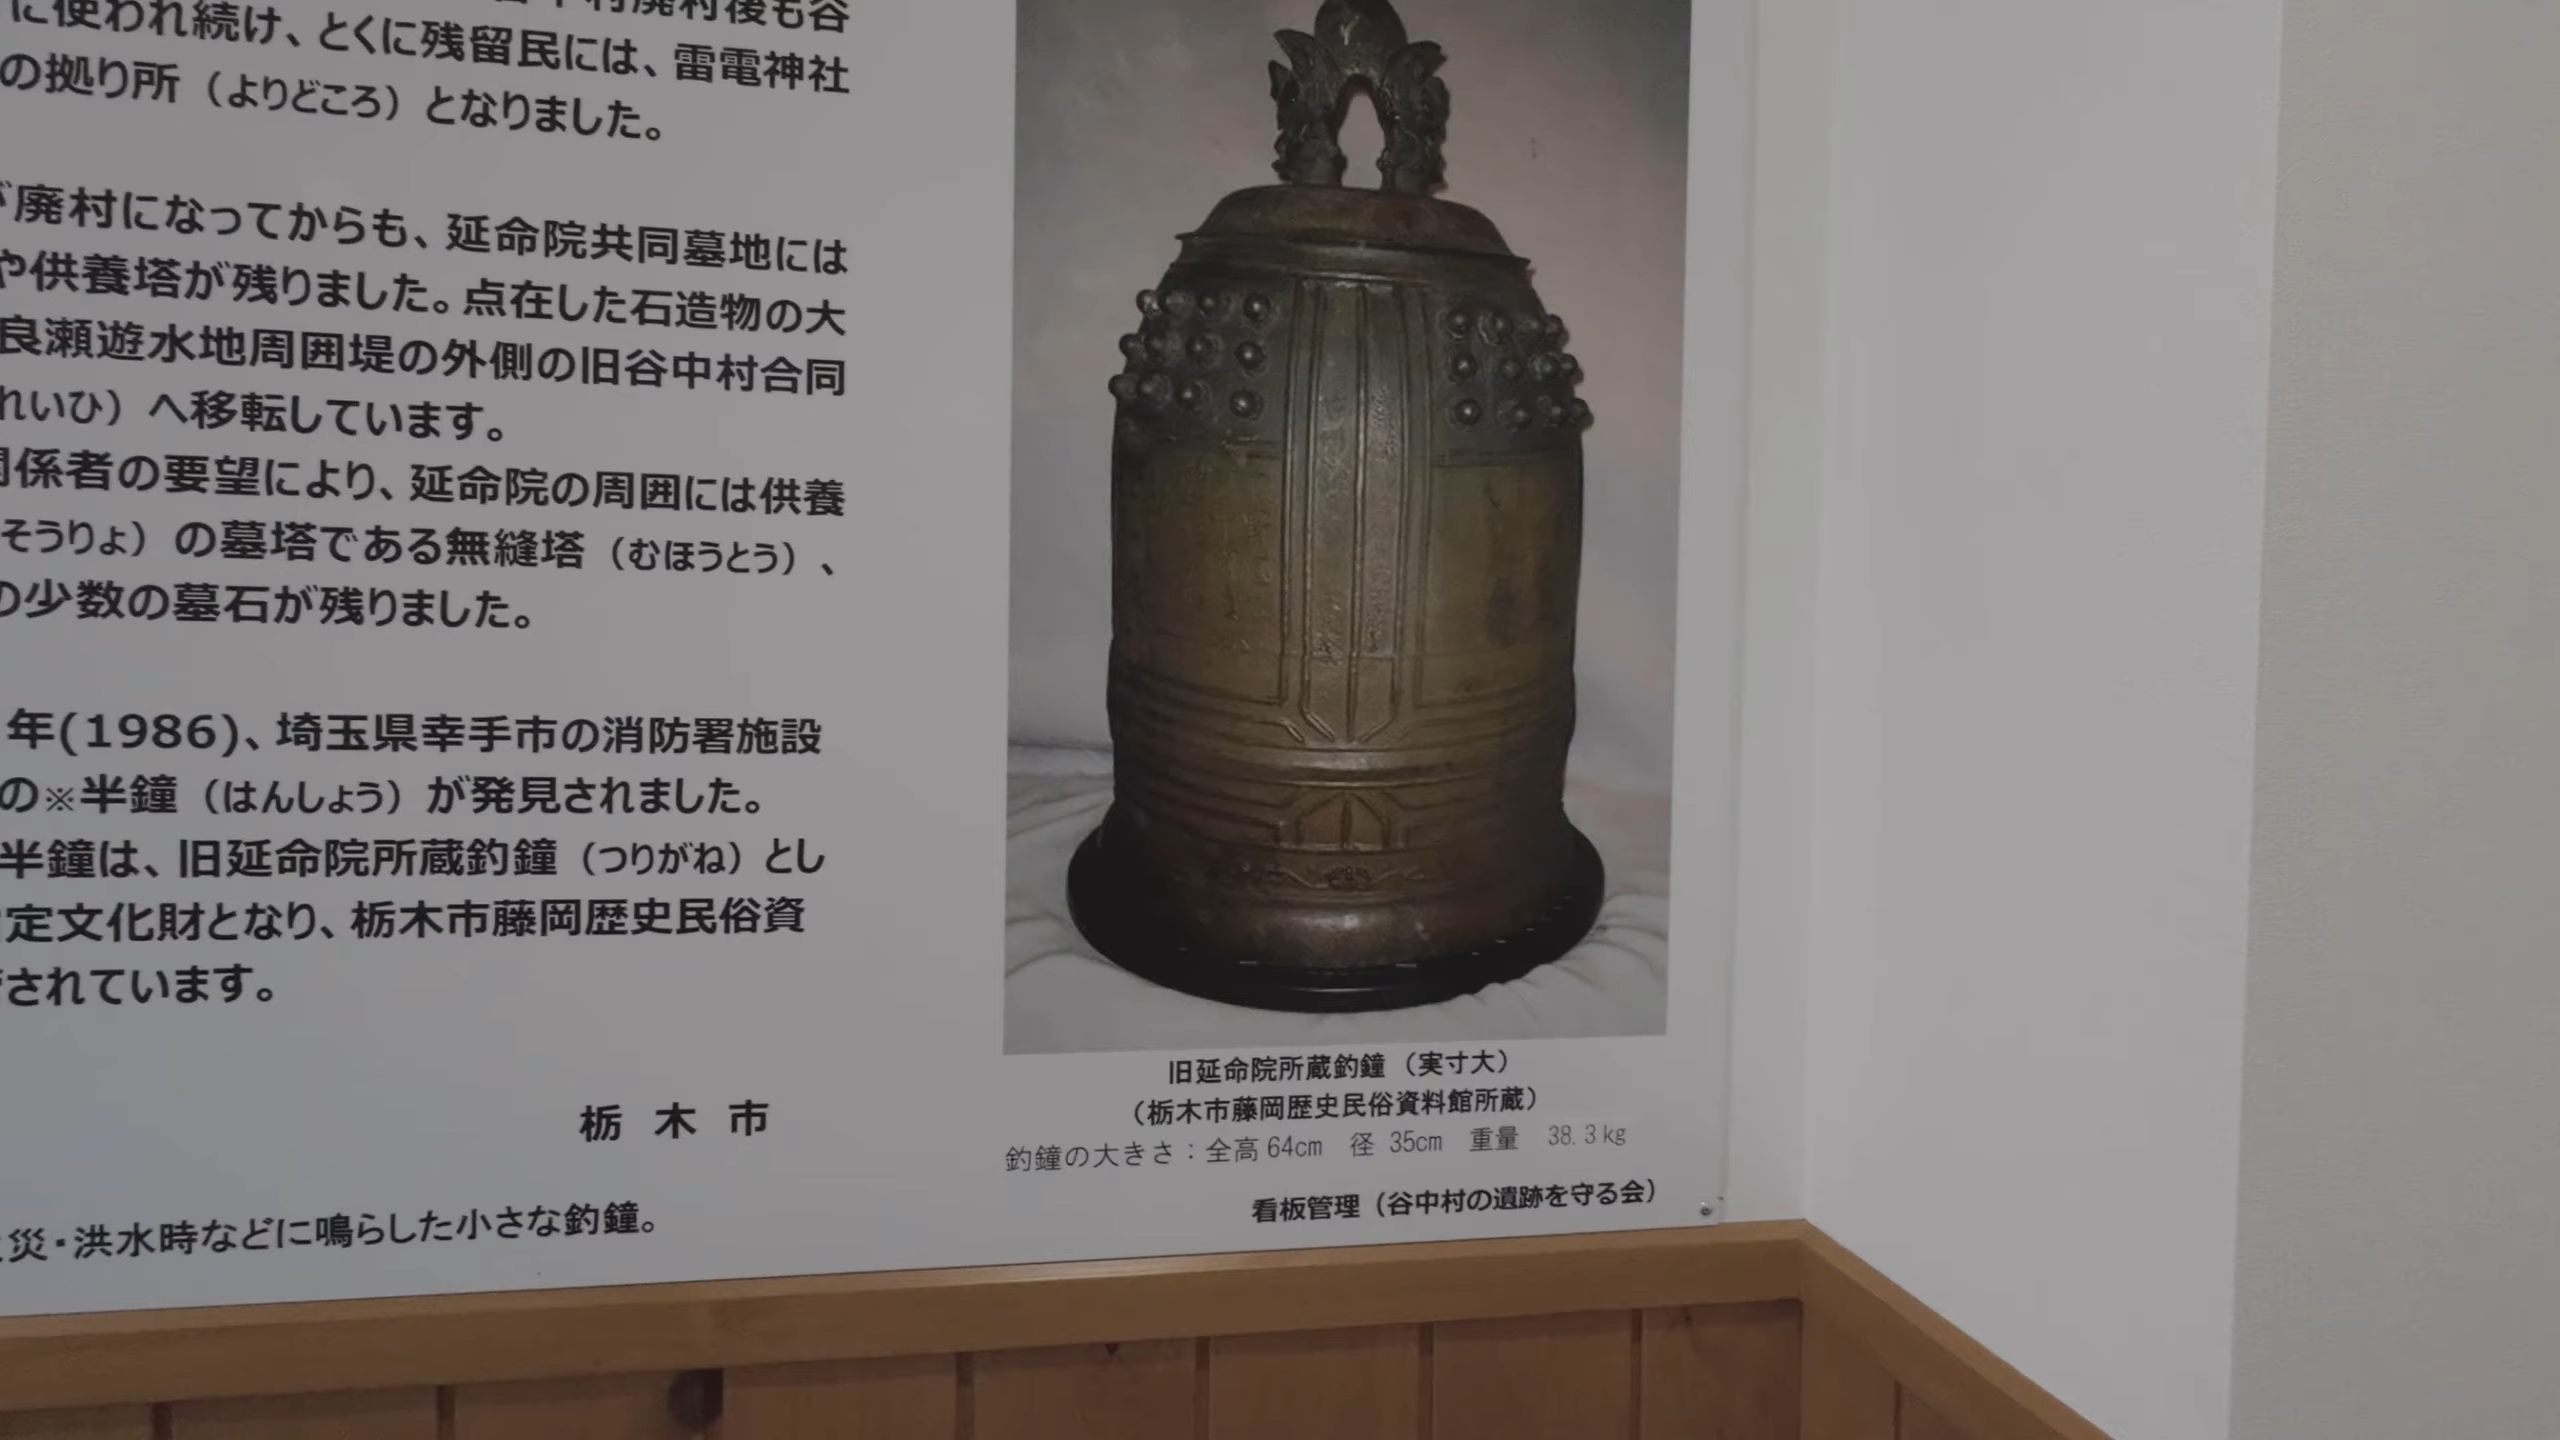 に使われ続け、とくに残留民には、雷電神社
の拠り所（よりどころ）となりました。
廃村になってからも、延命院共同墓地には
や供養塔が残りました。点在した石造物の大
良瀬遊水地周囲堤の外側の旧谷中村合同
れいひ）へ移転しています。
係者の要望により、延命院の周囲には供養
そうりょ）の墓塔である無縫塔（むほうとう）、
の少数の墓石が残りました。
年(1986)、埼玉県幸手市の消防署施設
の※半鐘（はんしょう）が発見されました。
半鐘は、旧延命院所蔵釣鐘（つりがね）とし
定文化財となり、栃木市藤岡歴史民俗資
されています。
栃木市
災・洪水時などに鳴らした小さな釣鐘。
旧延命院所蔵釣鐘（実寸大）
（栃木市藤岡歴史民俗資料館所蔵）
釣鐘の大きさ：全高64cm 径 35cm 重量 38.3kg
看板管理（谷中村の遺跡を守る会）